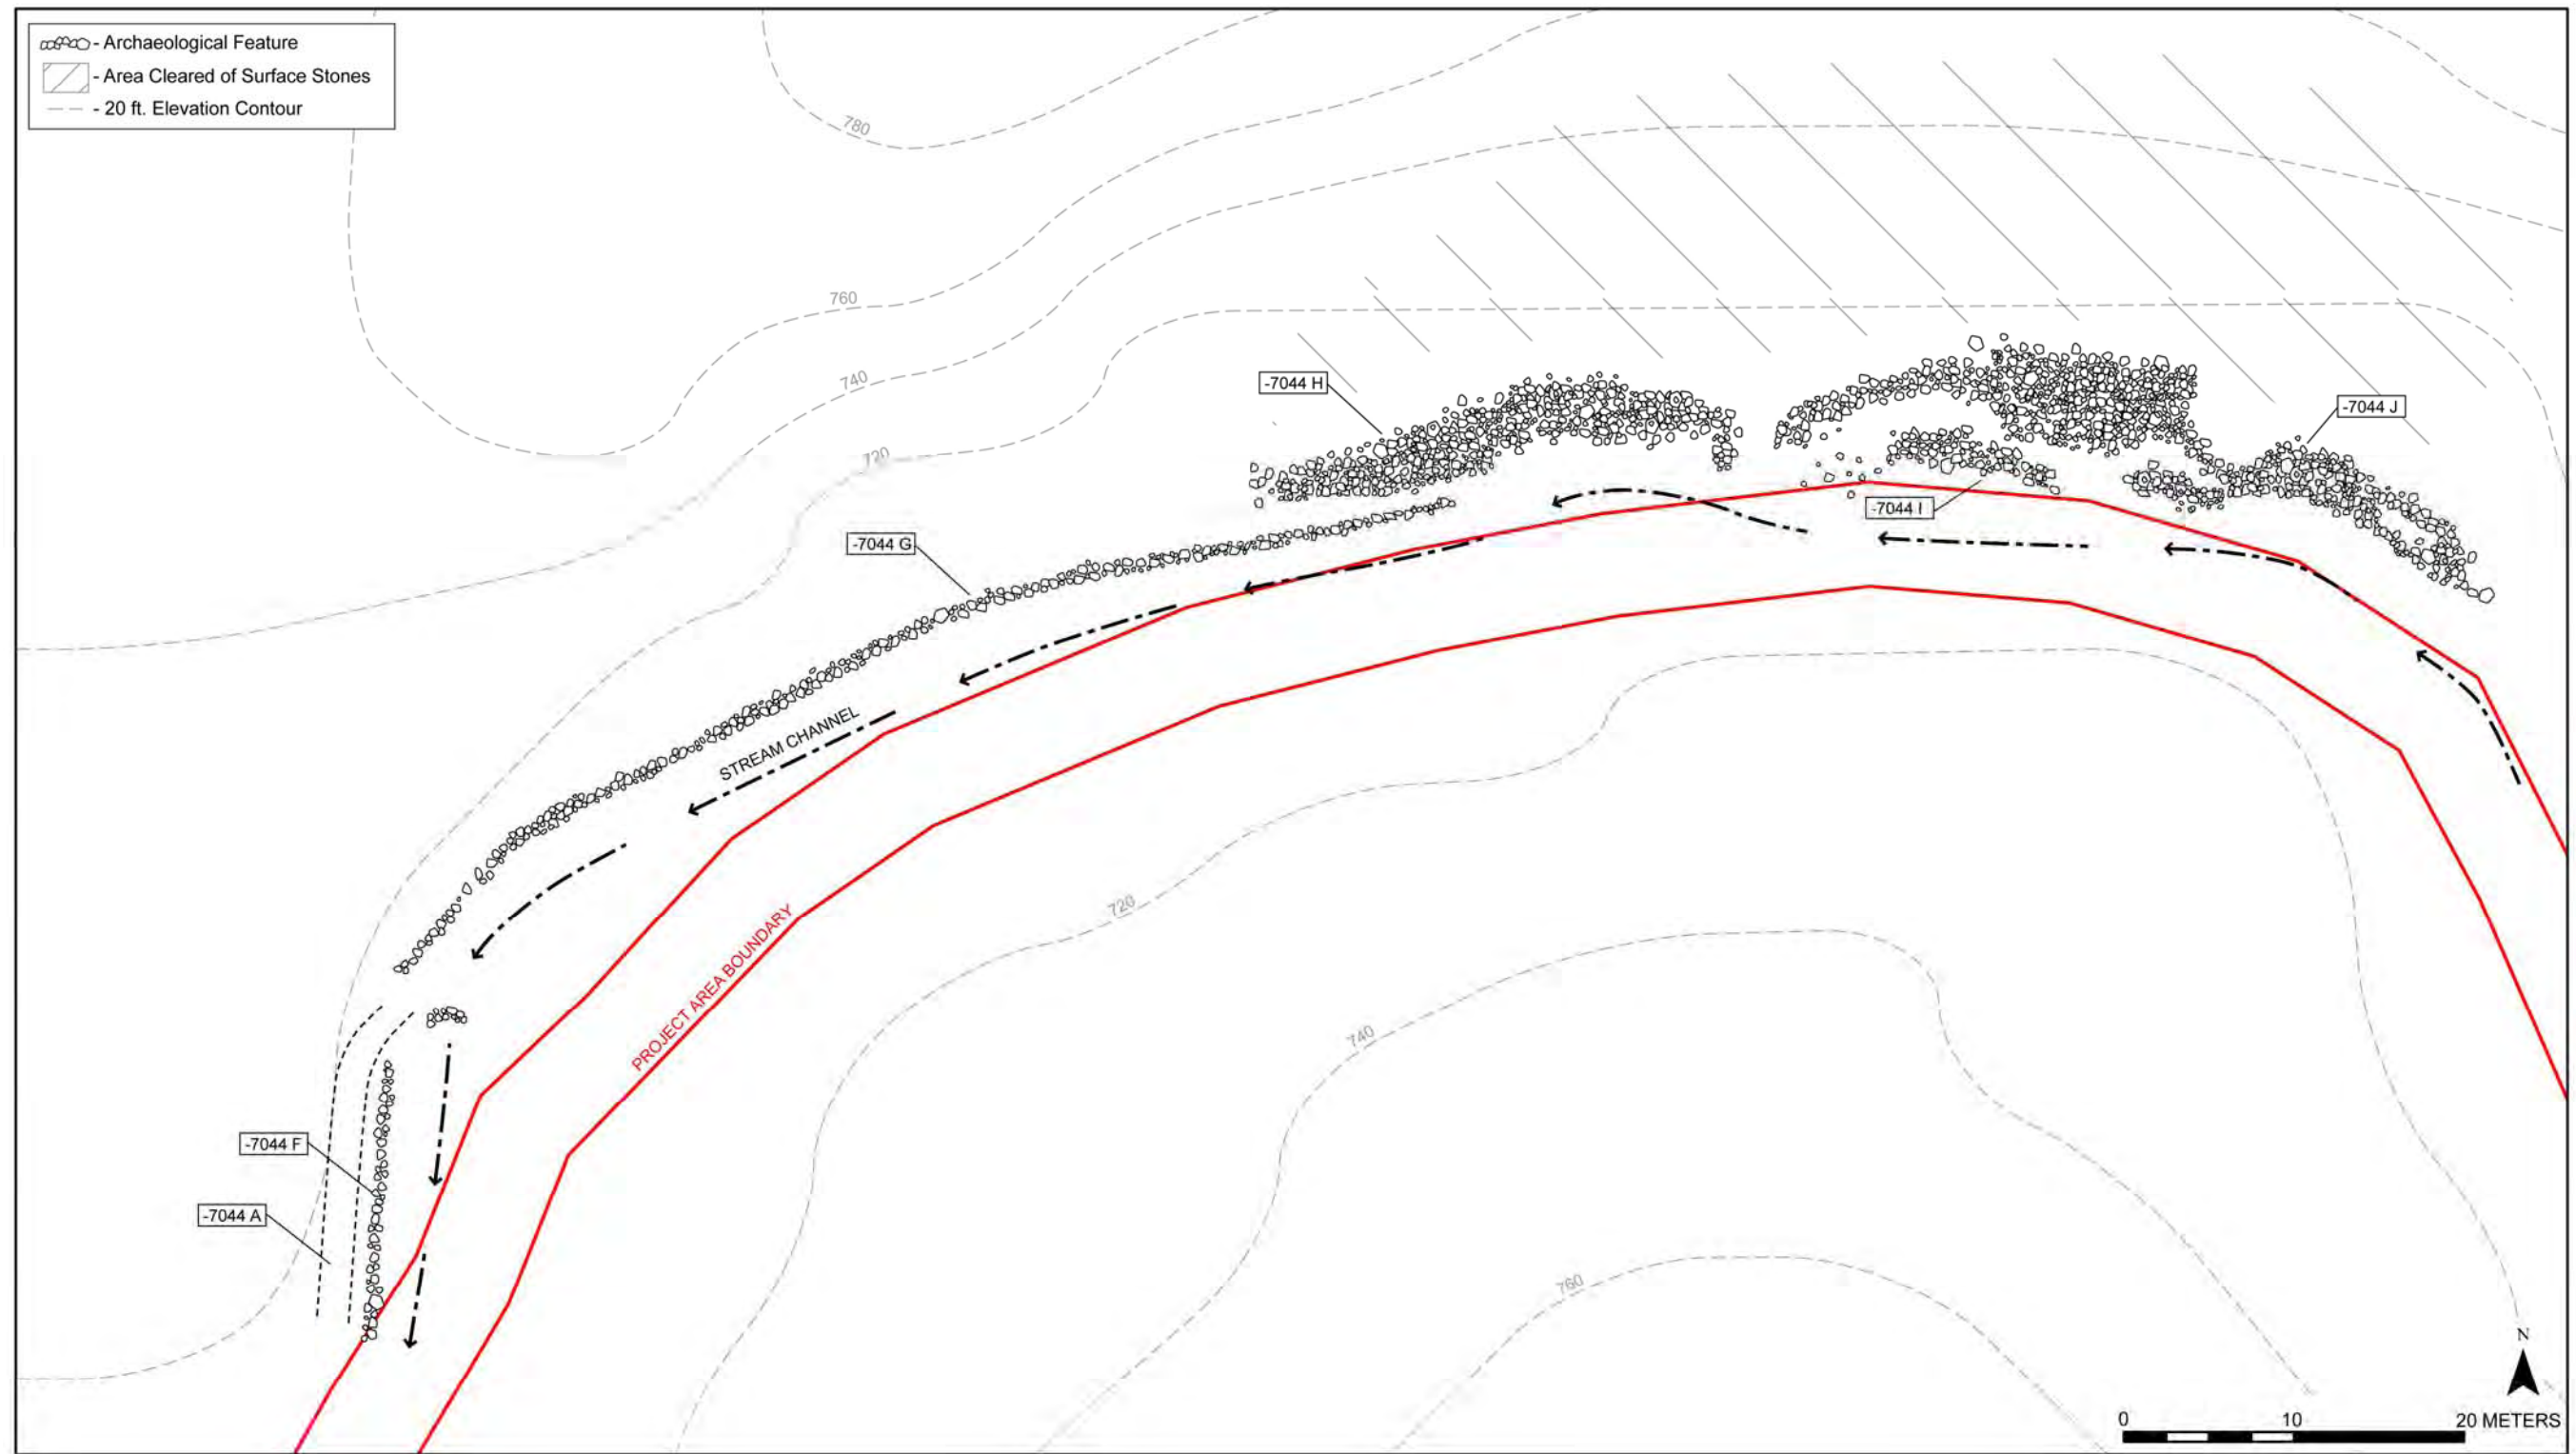 - Archaeological Feature
- Area Cleared of Surface Stones
- 20 ft. Elevation Contour
780
760
740
720
-7044 H
-7044 J
-7044 I
-7044 G
STREAM CHANNEL
PROJECT AREA BOUNDARY
720
740
760
-7044 F
-7044 A
N
0 10 20 METERS